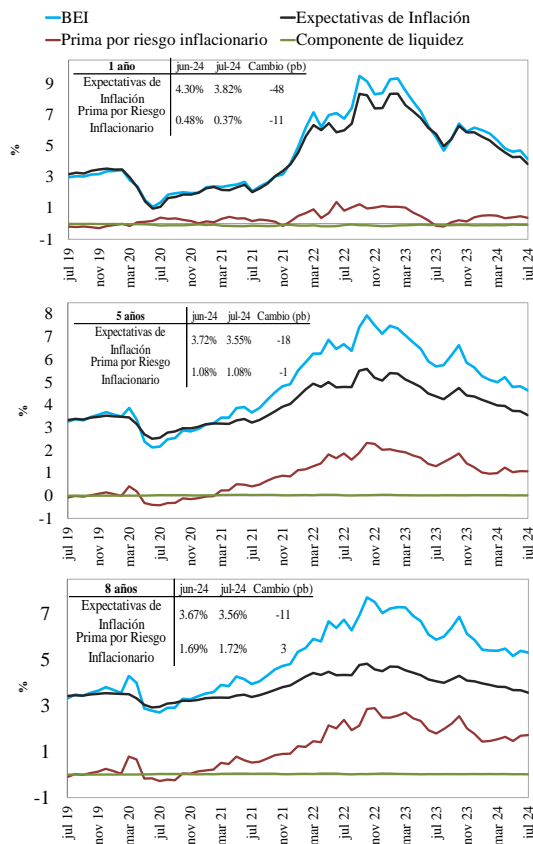 BEI Expectativas de Inflación
Prima por riesgo inflacionario Componente de liquidez
1 año jun-24 jul-24 Cambio (pb)
Expectativas de Inflación 4.30% 3.82% -48
Prima por Riesgo Inflacionario 0.48% 0.37% -11
9
7
5
3
1
-1
%
jul 19 nov 19 mar 20 jul 20 nov 20 mar 21 jul 21 nov 21 mar 22 jul 22 nov 22 mar 23 jul 23 nov 23 mar 24 jul 24
5 años jun-24 jul-24 Cambio (pb)
Expectativas de Inflación 3.72% 3.55% -18
Prima por Riesgo Inflacionario 1.08% 1.08% -1
8
7
6
5
4
3
2
1
0
-1
%
jul 19 nov 19 mar 20 jul 20 nov 20 mar 21 jul 21 nov 21 mar 22 jul 22 nov 22 mar 23 jul 23 nov 23 mar 24 jul 24
8 años jun-24 jul-24 Cambio (pb)
Expectativas de Inflación 3.67% 3.56% -11
Prima por Riesgo Inflacionario 1.69% 1.72% 3
7
5
3
1
-1
%
jul 19 nov 19 mar 20 jul 20 nov 20 mar 21 jul 21 nov 21 mar 22 jul 22 nov 22 mar 23 jul 23 nov 23 mar 24 jul 24